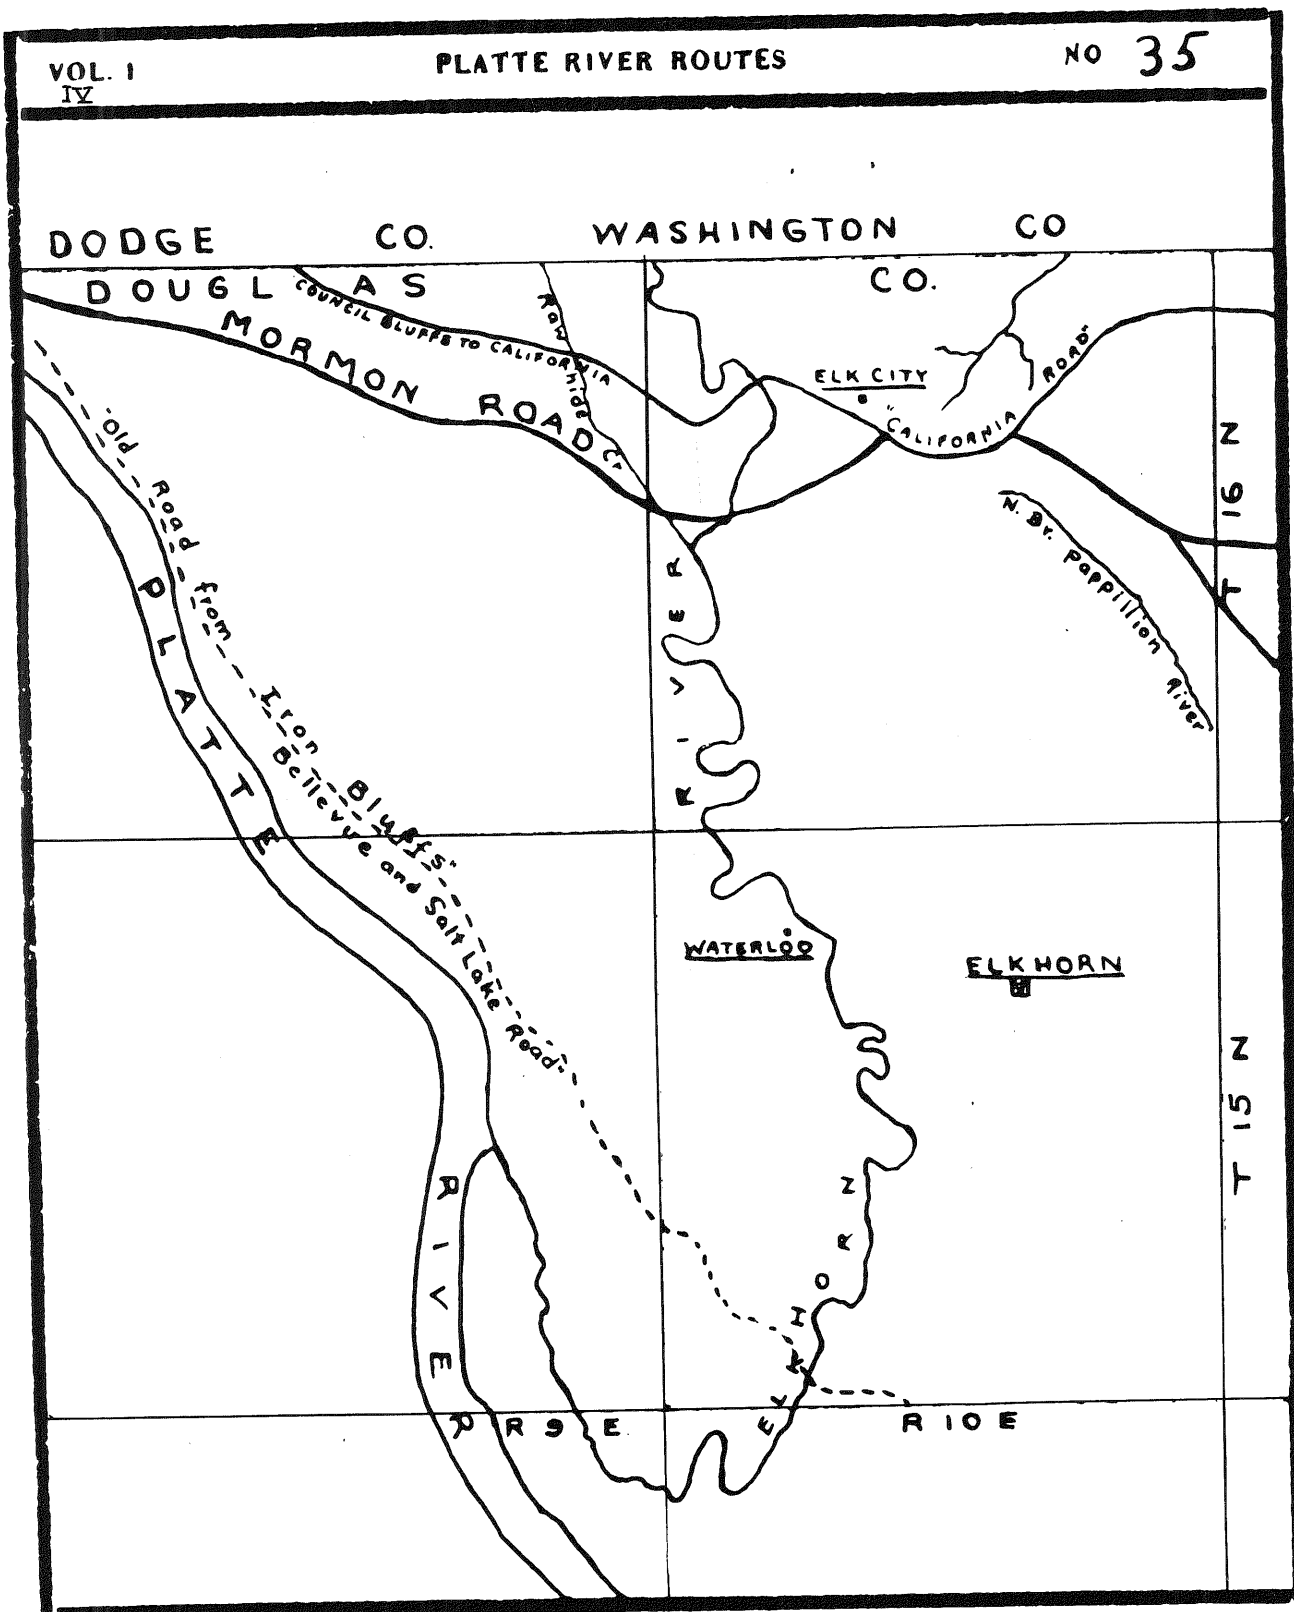 VOL. I
IV
PLATTE RIVER ROUTES
NO 35
DODGE CO.
WASHINGTON CO
DOUGLAS CO.
COUNCIL BLUFFS TO CALIFORNIA
MORMON ROAD
Rawhide Cr
ELK CITY
"CALIFORNIA ROAD"
T 16 N
N. Br. Pappillion River
"Old Road from Iron Bluffs"
Bellevue and Salt Lake Road"
PLATTE RIVER
WATERLOO
ELKHORN
T 15 N
ELKHORN RIVER
R 9 E.
R 10 E